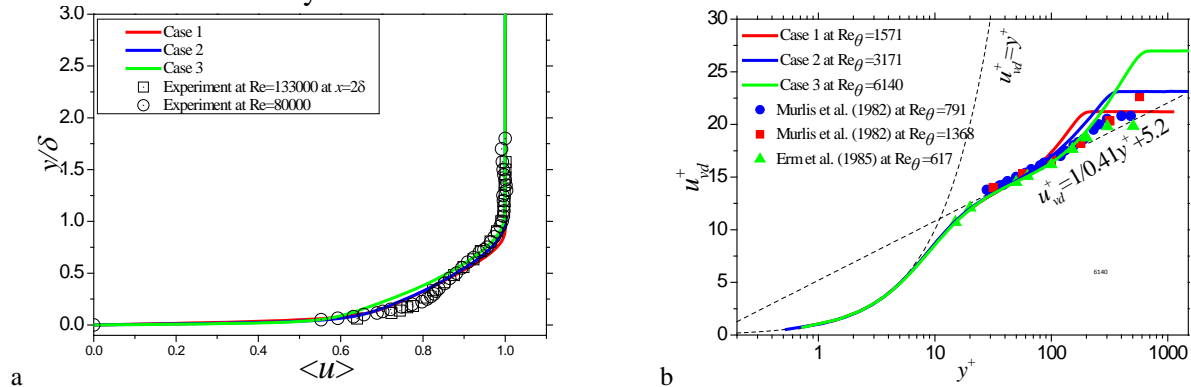 3.0
2.5
2.0
1.5
1.0
0.5
0.0
y/δ
Case 1
Case 2
Case 3
Experiment at Re=133000 at x=2δ
Experiment at Re=80000
0.0 0.2 0.4 0.6 0.8 1.0
<u>
a
30
25
20
15
10
5
0
u+vd
Case 1 at Reθ=1571
Case 2 at Reθ=3171
Case 3 at Reθ=6140
Murlis et al. (1982) at Reθ=791
Murlis et al. (1982) at Reθ=1368
Erm et al. (1985) at Reθ=617
u+vd=y+
u+vd=1/0.41y++5.2
6140
1 10 100 1000
y+
b